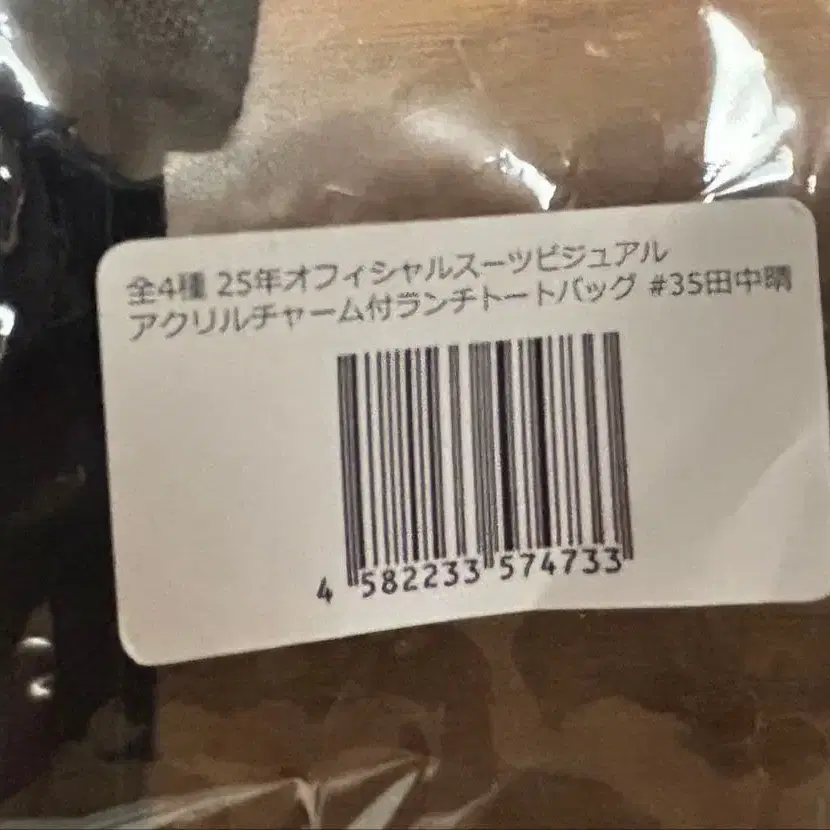 全4種 25年オフィシャルスーツビジュアル
アクリルチャーム付ランチトートバッグ #35田中晴
4 582233 574733